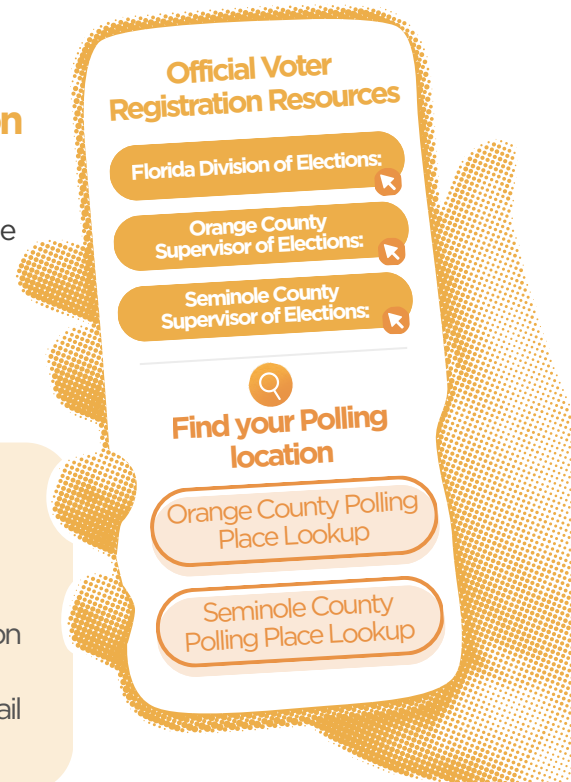 Official Voter
Registration Resources
Florida Division of Elections:
Orange County
Supervisor of Elections:
Seminole County
Supervisor of Elections:
Find your Polling
location
Orange County Polling
Place Lookup
Seminole County
Polling Place Lookup